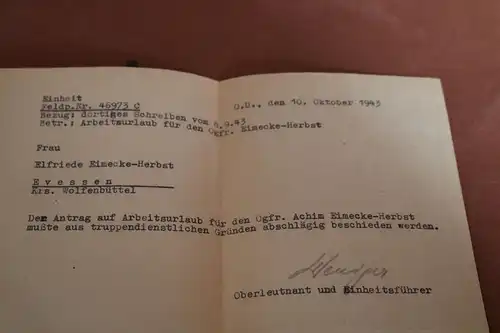 Einheit
Feldp.Nr. 46973 C
O.U., den 10. Oktober 1943
Bezug: dortiges Schreiben vom 6.9.43
Betr.: Arbeitsurlaub für den Ogfr. Eimecke-Herbst
Frau
Elfriede Eimecke-Herbst
Evessen
Krs. Wolfenbüttel
Dem Antrag auf Arbeitsurlaub für den Ogfr. Achim Eimecke-Herbst
mußte aus truppendienstlichen Gründen abschlägig beschieden werden.
Oberleutnant und Einheitsführer